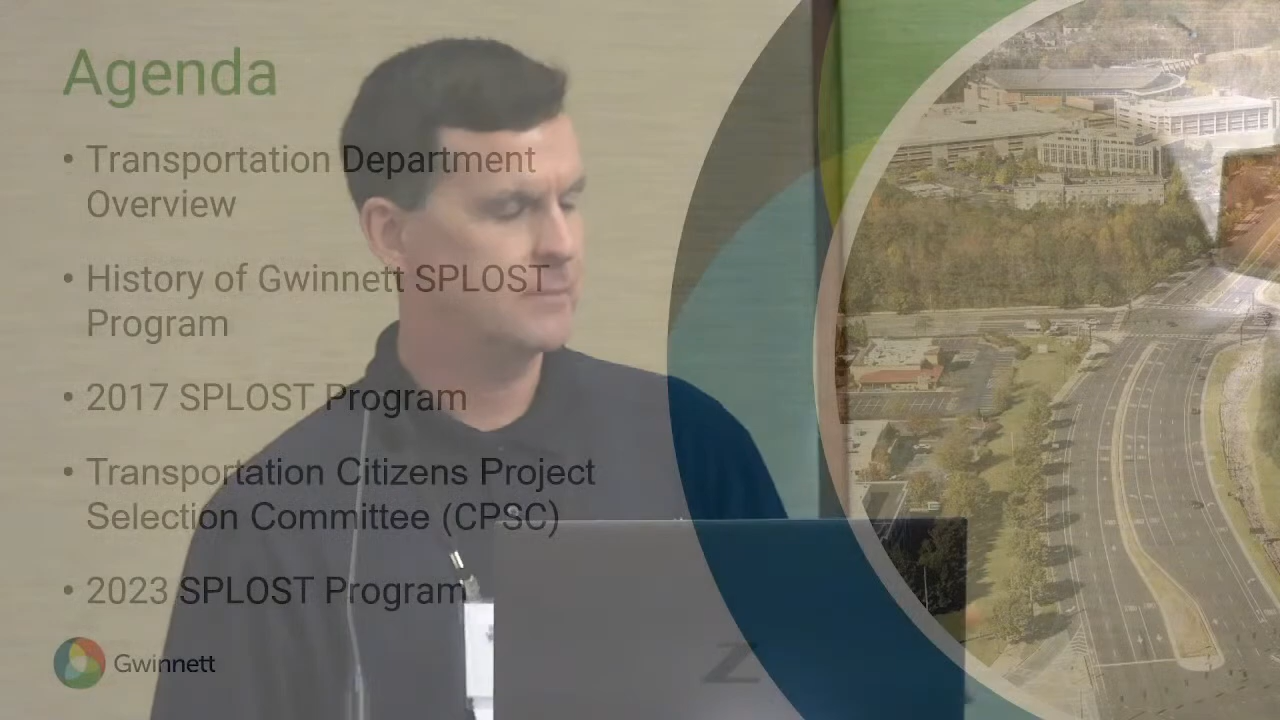 Agenda
• Transportation Department
Overview
• History of Gwinnett SPLOST
Program
• 2017 SPLOST Program
• Transportation Citizens Project
Selection Committee (CPSC)
• 2023 SPLOST Program
Gwinnett
Z